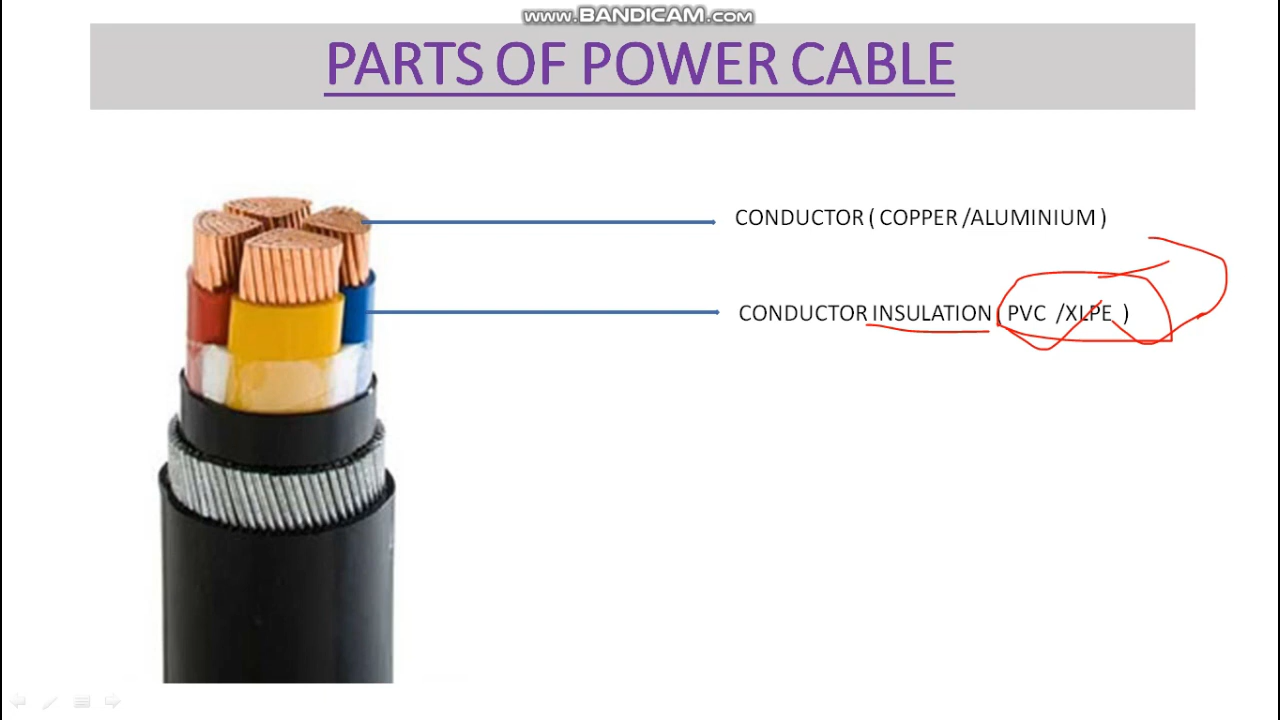 WWW.BANDICAM.COM
PARTS OF POWER CABLE
CONDUCTOR ( COPPER /ALUMINIUM )
CONDUCTOR INSULATION ( PVC /XLPE )